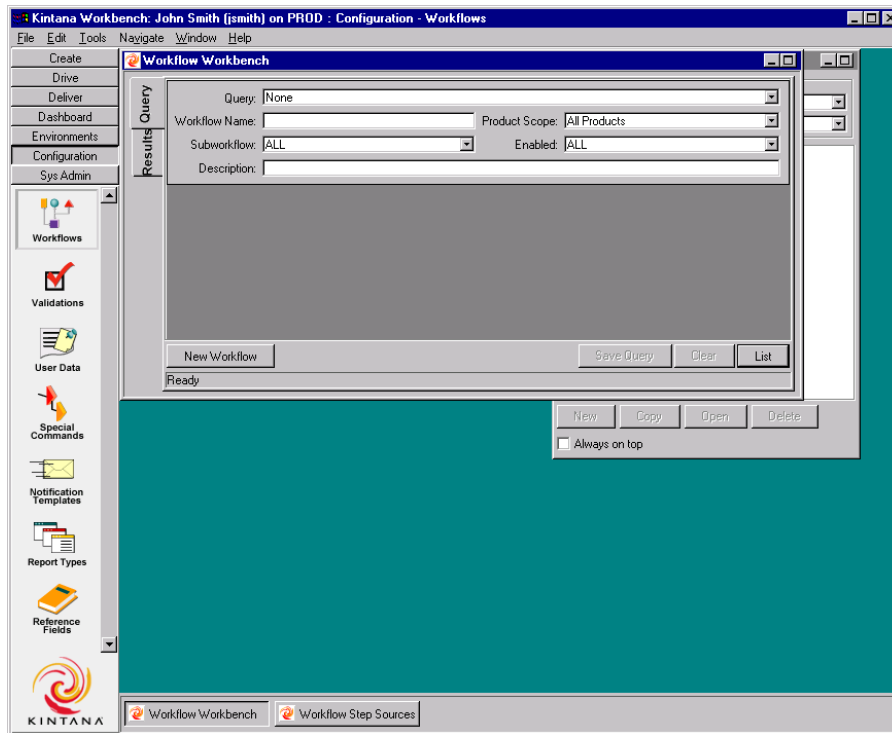 Kintana Workbench: John Smith (jsmith) on PROD : Configuration - Workflows
File Edit Tools Navigate Window Help
Create
Drive
Deliver
Dashboard
Environments
Configuration
Sys Admin
Workflows
Validations
User Data
Special
Commands
Notification
Templates
Report Types
Reference
Fields
KINTANA
Workflow Workbench
Query
Results
Query: None
Workflow Name: Product Scope: All Products
Subworkflow: ALL Enabled: ALL
Description:
New Workflow Save Query Clear List
Ready
New Copy Open Delete
Always on top
Workflow Workbench Workflow Step Sources